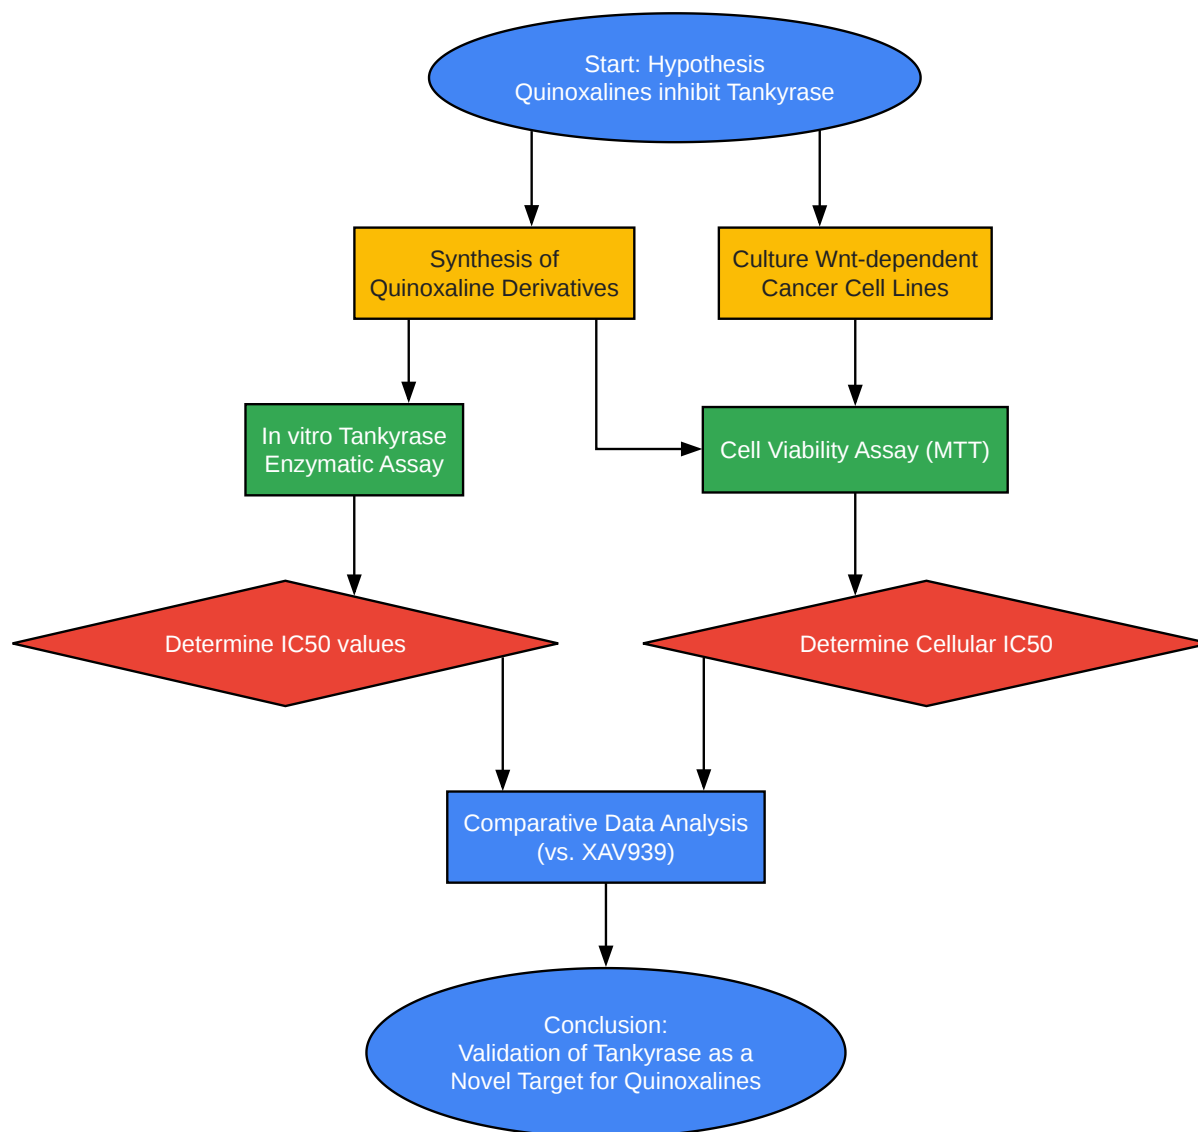 Start: Hypothesis
Quinoxalines inhibit Tankyrase
Synthesis of
Quinoxaline Derivatives
Culture Wnt-dependent
Cancer Cell Lines
In vitro Tankyrase
Enzymatic Assay
Cell Viability Assay (MTT)
Determine IC50 values
Determine Cellular IC50
Comparative Data Analysis
(vs. XAV939)
Conclusion:
Validation of Tankyrase as a
Novel Target for Quinoxalines